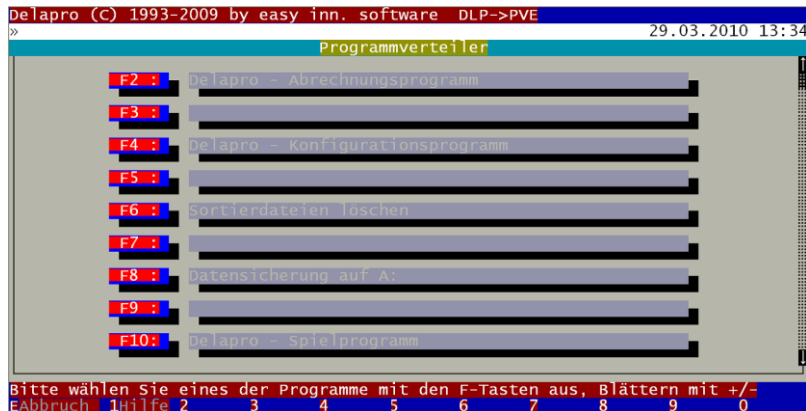 Delapro (C) 1993-2009 by easy inn. software DLP->PVE
» 29.03.2010 13:34
Programmverteiler
F2 : Delapro - Abrechnungsprogramm
F3 :
F4 : Delapro - Konfigurationsprogramm
F5 :
F6 : Sortierdateien löschen
F7 :
F8 : Datensicherung auf A:
F9 :
F10: Delapro - Spielprogramm
Bitte wählen Sie eines der Programme mit den F-Tasten aus, Blättern mit +/-
EAbbruch 1Hilfe 2 3 4 5 6 7 8 9 0